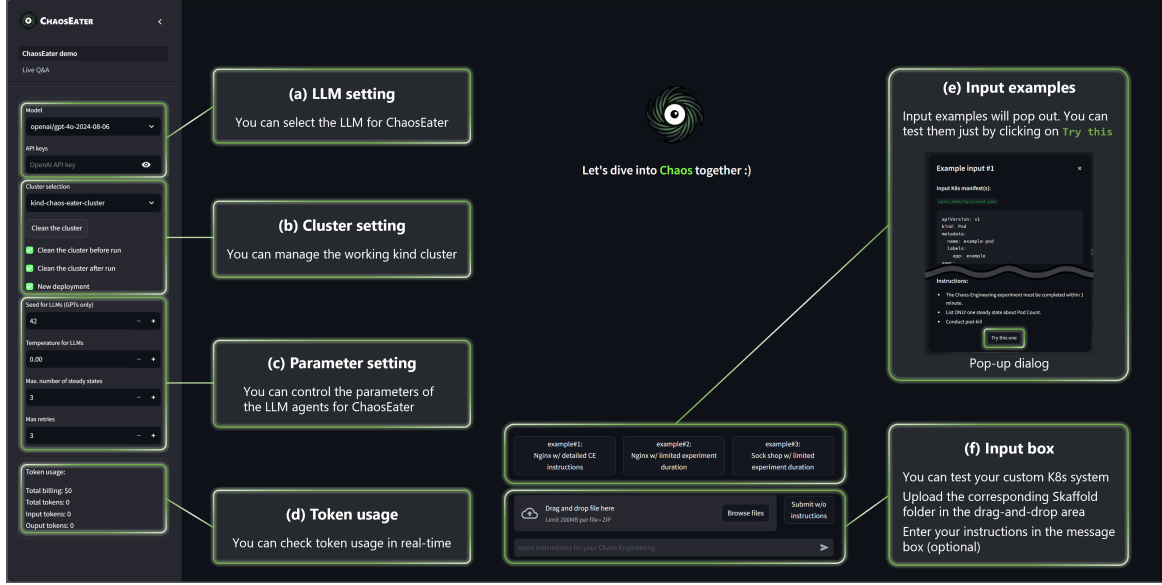 CHAOSEATER
ChaosEater demo
Live Q&A
Model
openai/gpt-4o-2024-08-06
API keys
OpenAI API key
Cluster selection
kind-chaos-eater-cluster
Clean the cluster
Clean the cluster before run
Clean the cluster after run
New deployment
Seed for LLMs (GPTs only)
42
Temperature for LLMs
0.00
Max. number of steady states
3
Max retries
3
Token usage:
Total billing: $0
Total tokens: 0
Input tokens: 0
Ouput tokens: 0
(a) LLM setting
You can select the LLM for ChaosEater
(b) Cluster setting
You can manage the working kind cluster
(c) Parameter setting
You can control the parameters of
the LLM agents for ChaosEater
(d) Token usage
You can check token usage in real-time
Let's dive into Chaos together :)
example#1:
Nginx w/ detailed CE
instructions
example#2:
Nginx w/ limited experiment
duration
example#3:
Sock shop w/ limited
experiment duration
Drag and drop file here
Limit 200MB per file • ZIP
Browse files
Submit w/o
instructions
Input instructions for your Chaos Engineering
(e) Input examples
Input examples will pop out. You can
test them just by clicking on Try this
Example input #1
Input K8s manifest(s):
apiVersion: v1
kind: Pod
metadata:
name: example-pod
labels:
app: example
Instructions:
• The Chaos-Engineering experiment must be completed within 1
minute.
• List ONLY one steady state about Pod Count.
• Conduct pod-kill
Try this one
Pop-up dialog
(f) Input box
You can test your custom K8s system
Upload the corresponding Skaffold
folder in the drag-and-drop area
Enter your instructions in the message
box (optional)